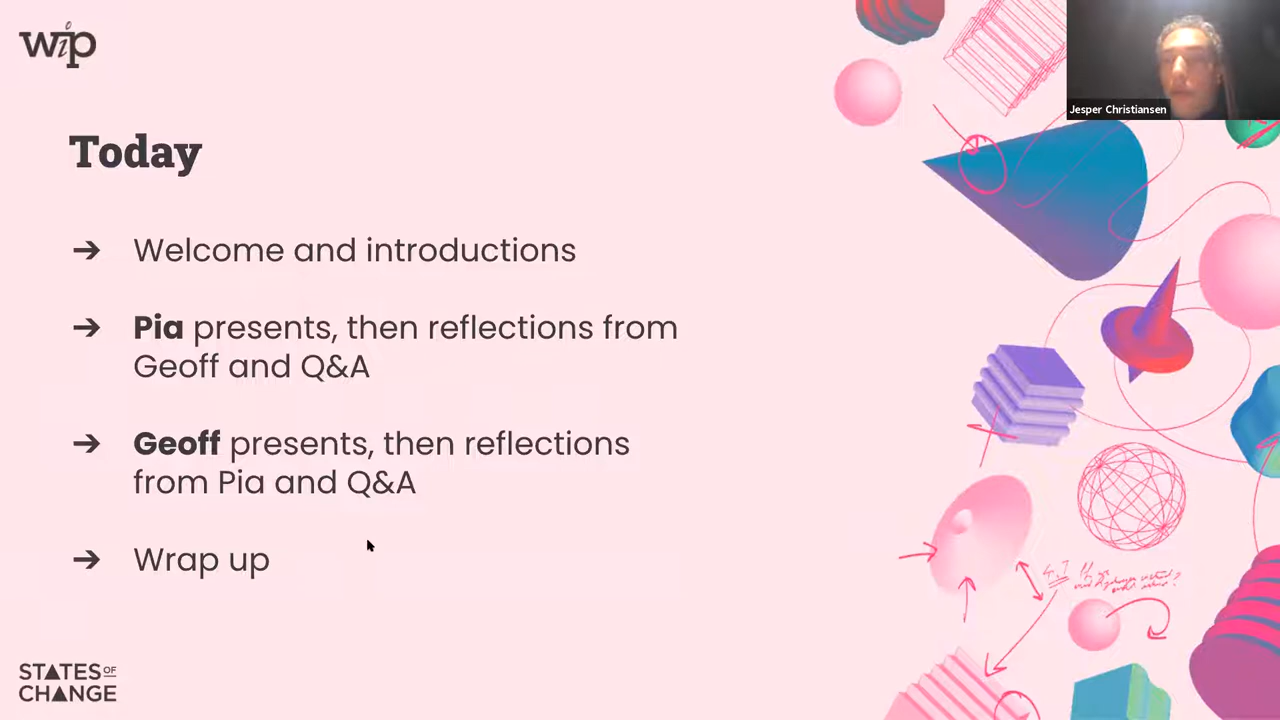 wip
Jesper Christiansen
Today
➔ Welcome and introductions
➔ Pia presents, then reflections from
Geoff and Q&A
➔ Geoff presents, then reflections
from Pia and Q&A
➔ Wrap up
STATES OF
CHANGE